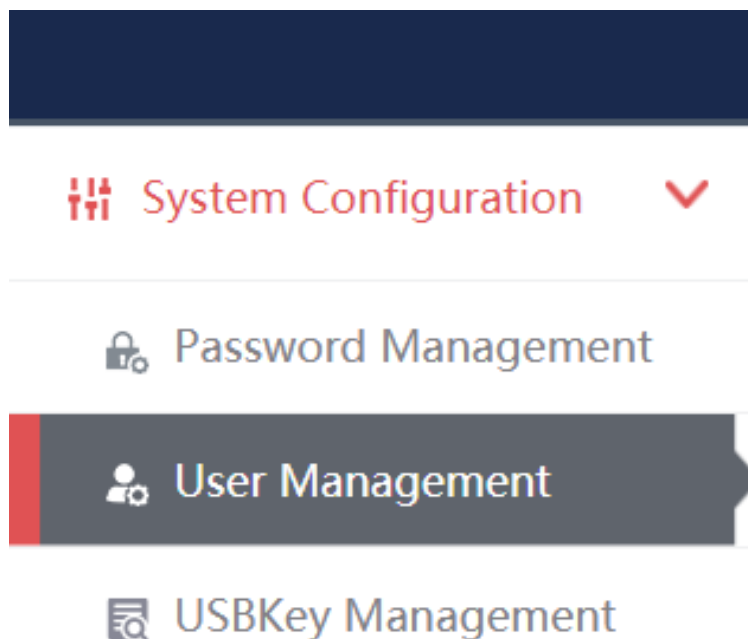 System Configuration
Password Management
User Management
USBKey Management